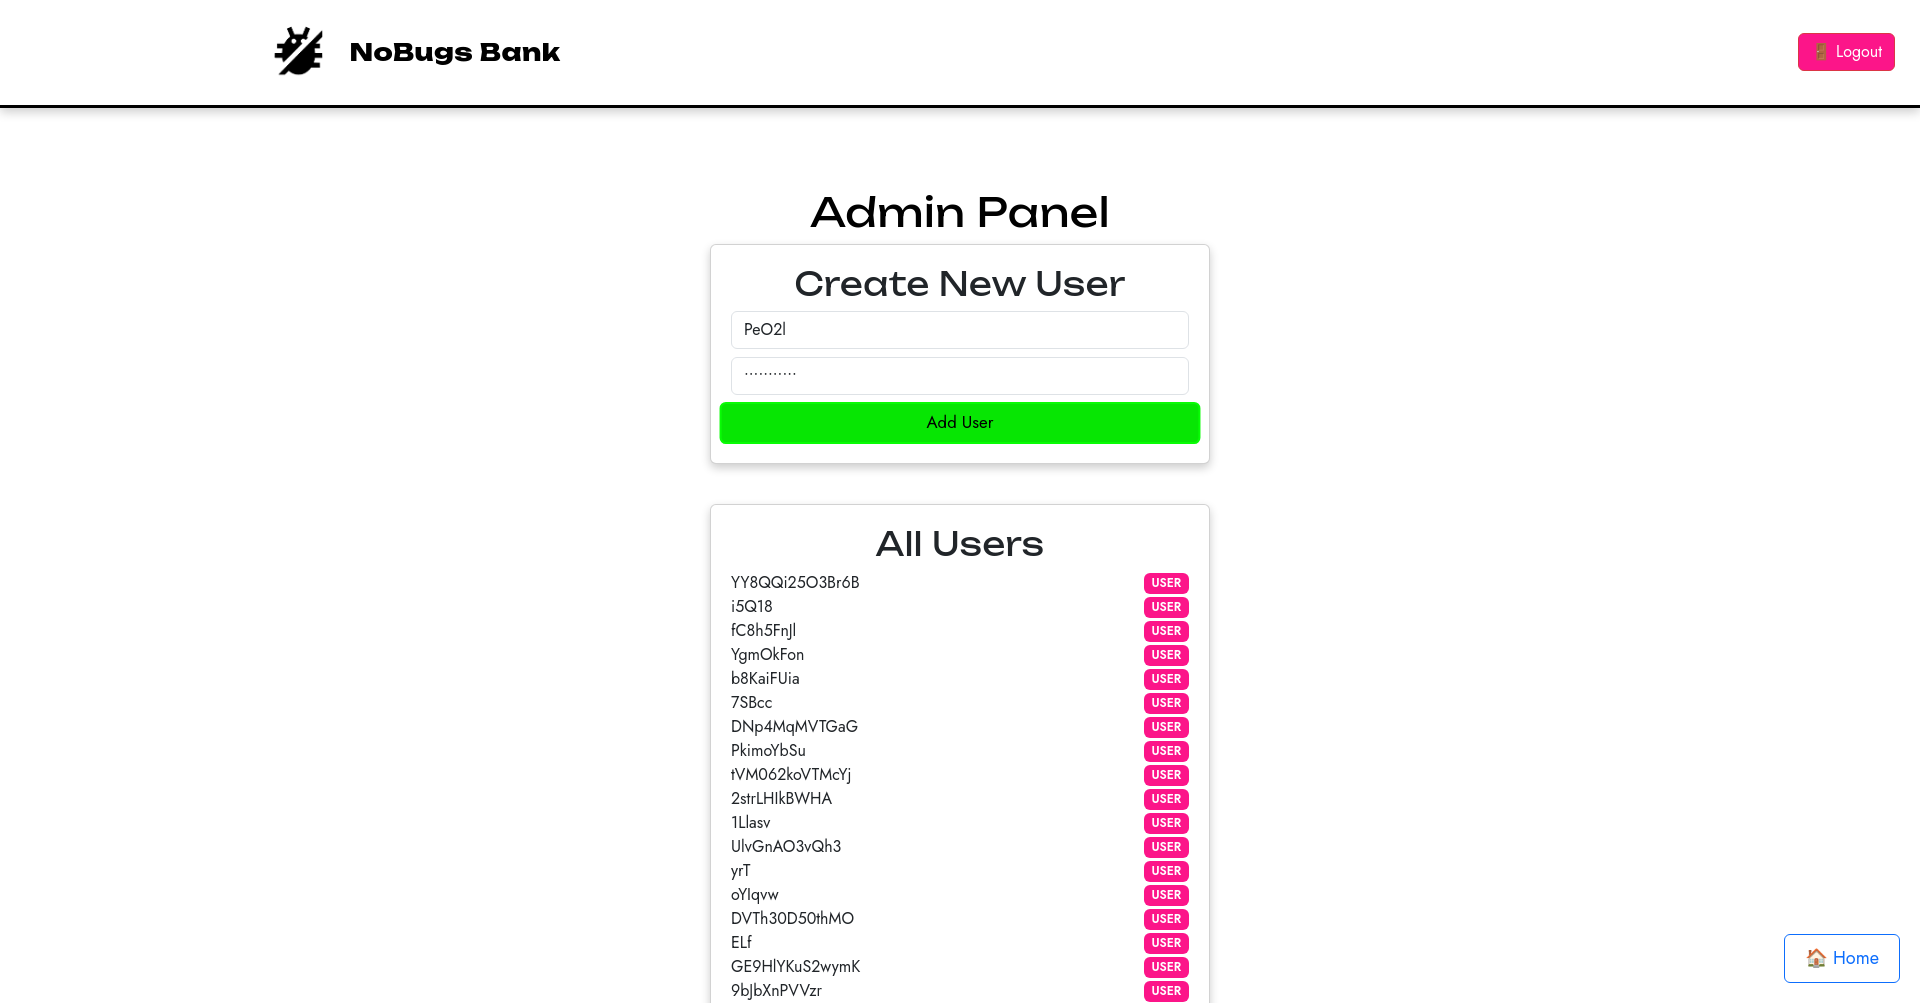 NoBugs Bank
🚪 Logout
Admin Panel
Create New User
PeO2l
...........
Add User
All Users
YY8QQi25O3Br6B USER
i5Q18 USER
fC8h5FnJl USER
YgmOkFon USER
b8KaiFUia USER
7SBcc USER
DNp4MqMVTGaG USER
PkimoYbSu USER
tVM062koVTMcYj USER
2strLHIkBWHA USER
1Llasv USER
UlvGnAO3vQh3 USER
yrT USER
oYIqvw USER
DVTh30D50thMO USER
ELf USER
GE9HlYKuS2wymK USER
9bJbXnPVVzr USER
🏠 Home